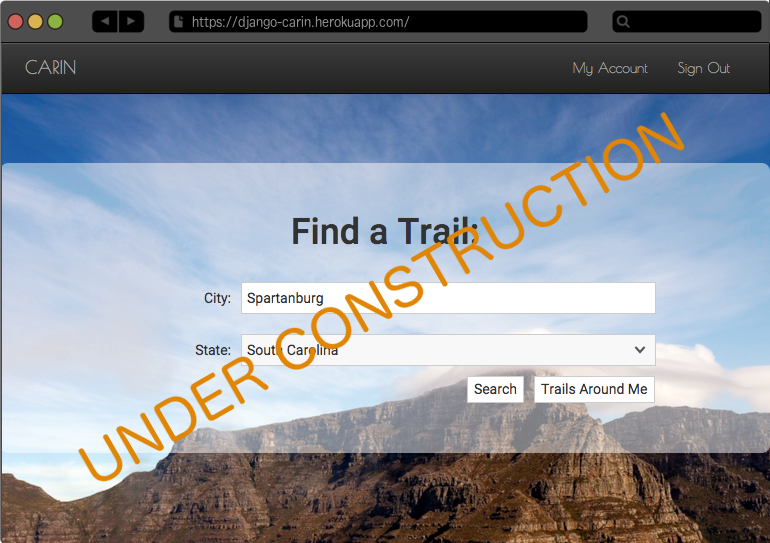 https://django-carin.herokuapp.com/
CARIN My Account Sign Out
Find a Trail:
City: Spartanburg
State: South Carolina
Search Trails Around Me
UNDER CONSTRUCTION